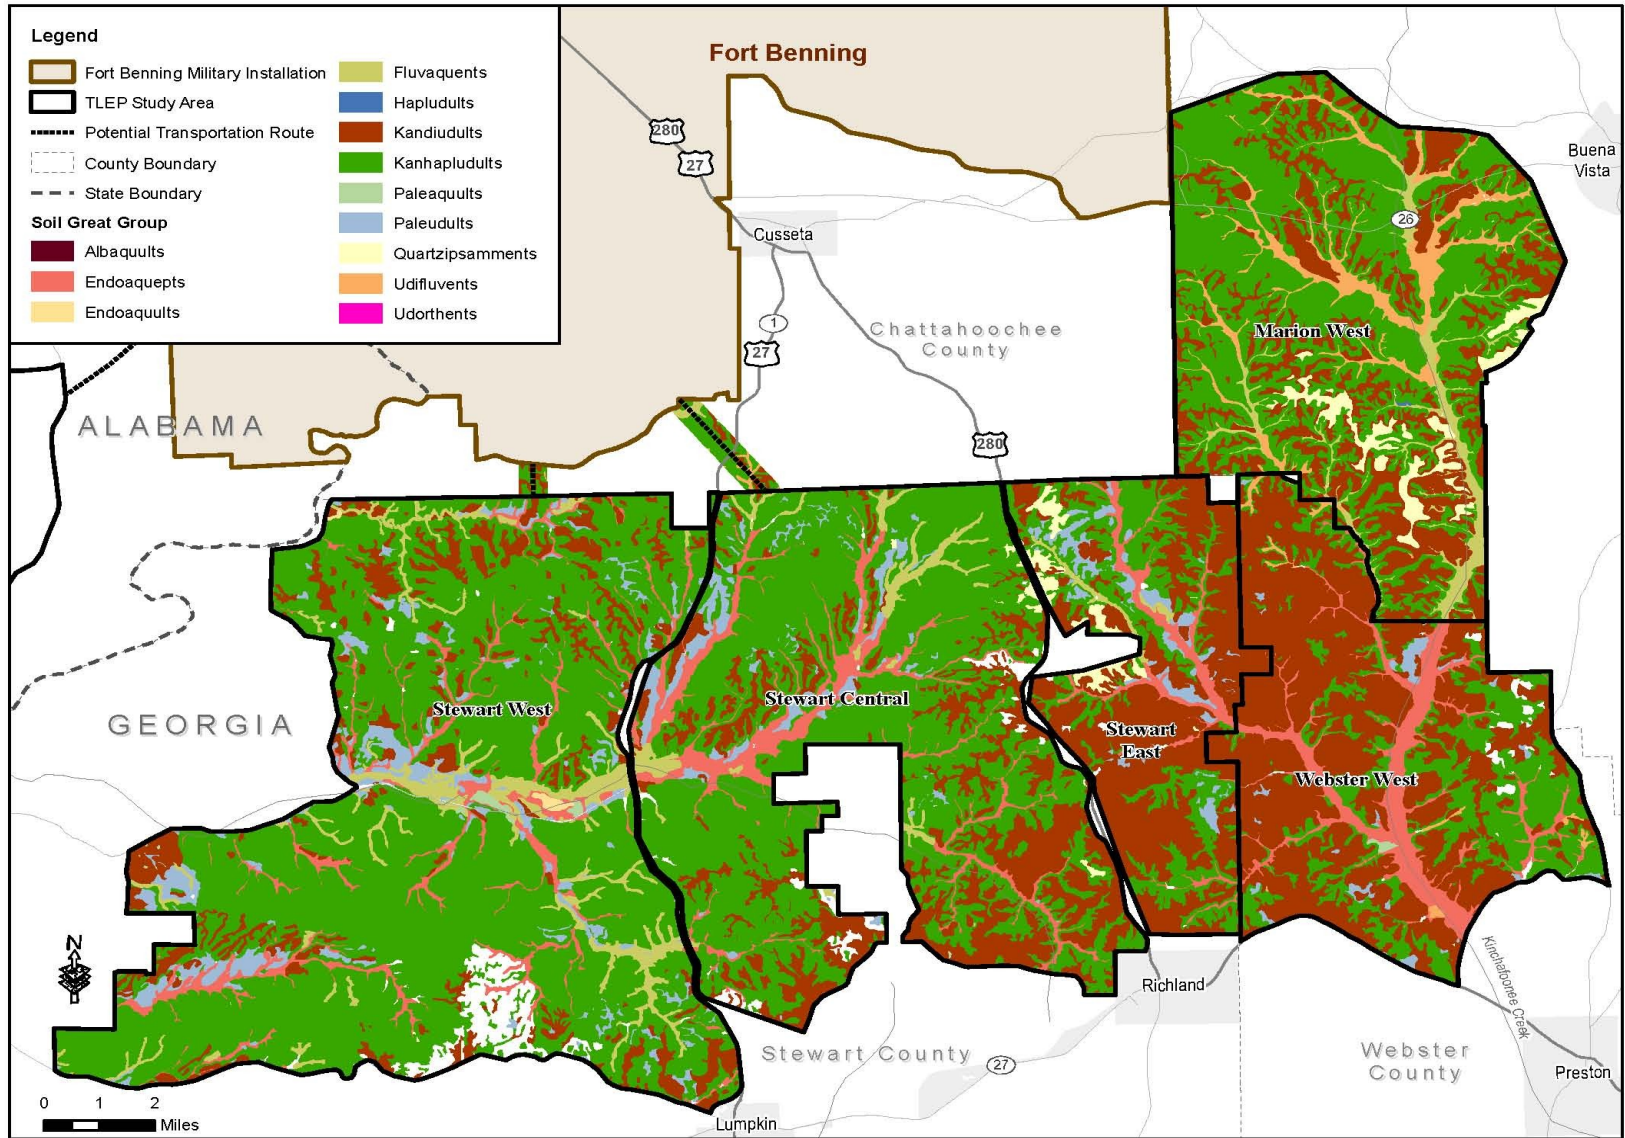 Legend
Fort Benning Military Installation
TLEP Study Area
Potential Transportation Route
County Boundary
State Boundary
Soil Great Group
Albaquults
Endoaquepts
Endoaquults
Fluvaquents
Hapludults
Kandiudults
Kanhapludults
Paleaquults
Paleudults
Quartzipsamments
Udifluvents
Udorthents
Fort Benning
280
27
Buena
Vista
26
Cusseta
1
27
Chattahoochee
County
Marion West
ALABAMA
280
Stewart West
Stewart Central
GEORGIA
Stewart
East
Webster West
N
Kinchafoonee Creek
Richland
Stewart County
27
Webster
County
Preston
0 1 2
Miles
Lumpkin